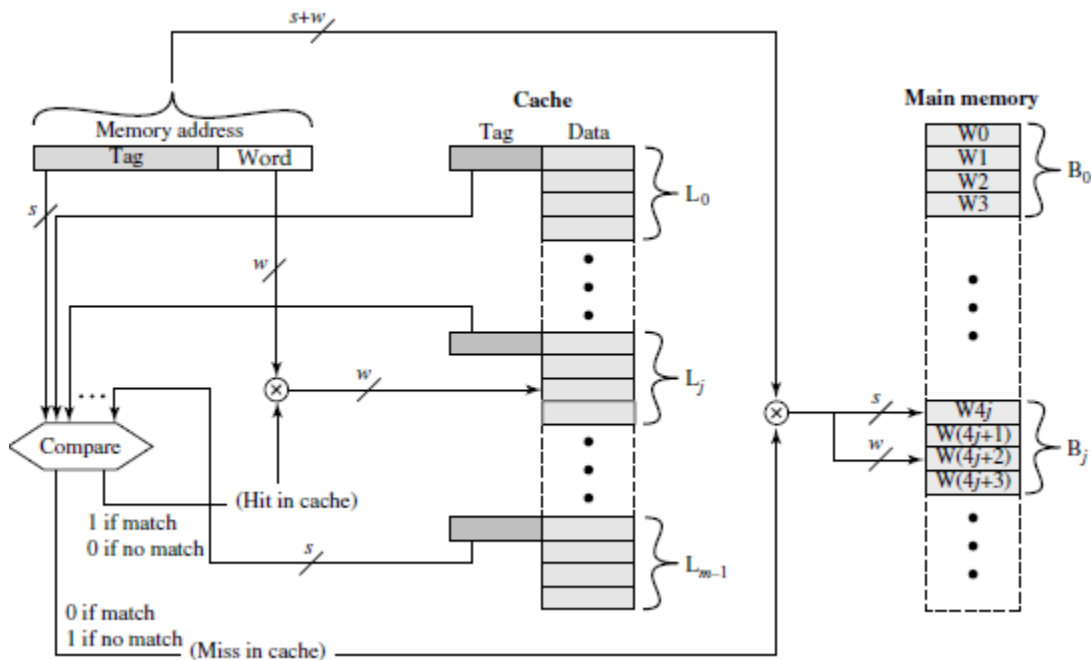 s+w
Cache
Main memory
Memory address
Tag Data
Tag Word
W0
W1
W2
W3
B0
L0
s
w
w
Lj
s
w
W4j
W(4j+1)
W(4j+2)
W(4j+3)
Bj
Compare
(Hit in cache)
1 if match
0 if no match
s
Lm–1
0 if match
1 if no match
(Miss in cache)